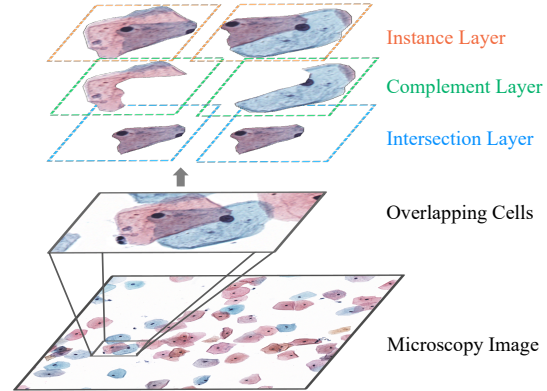 Instance Layer
Complement Layer
Intersection Layer
Overlapping Cells
Microscopy Image